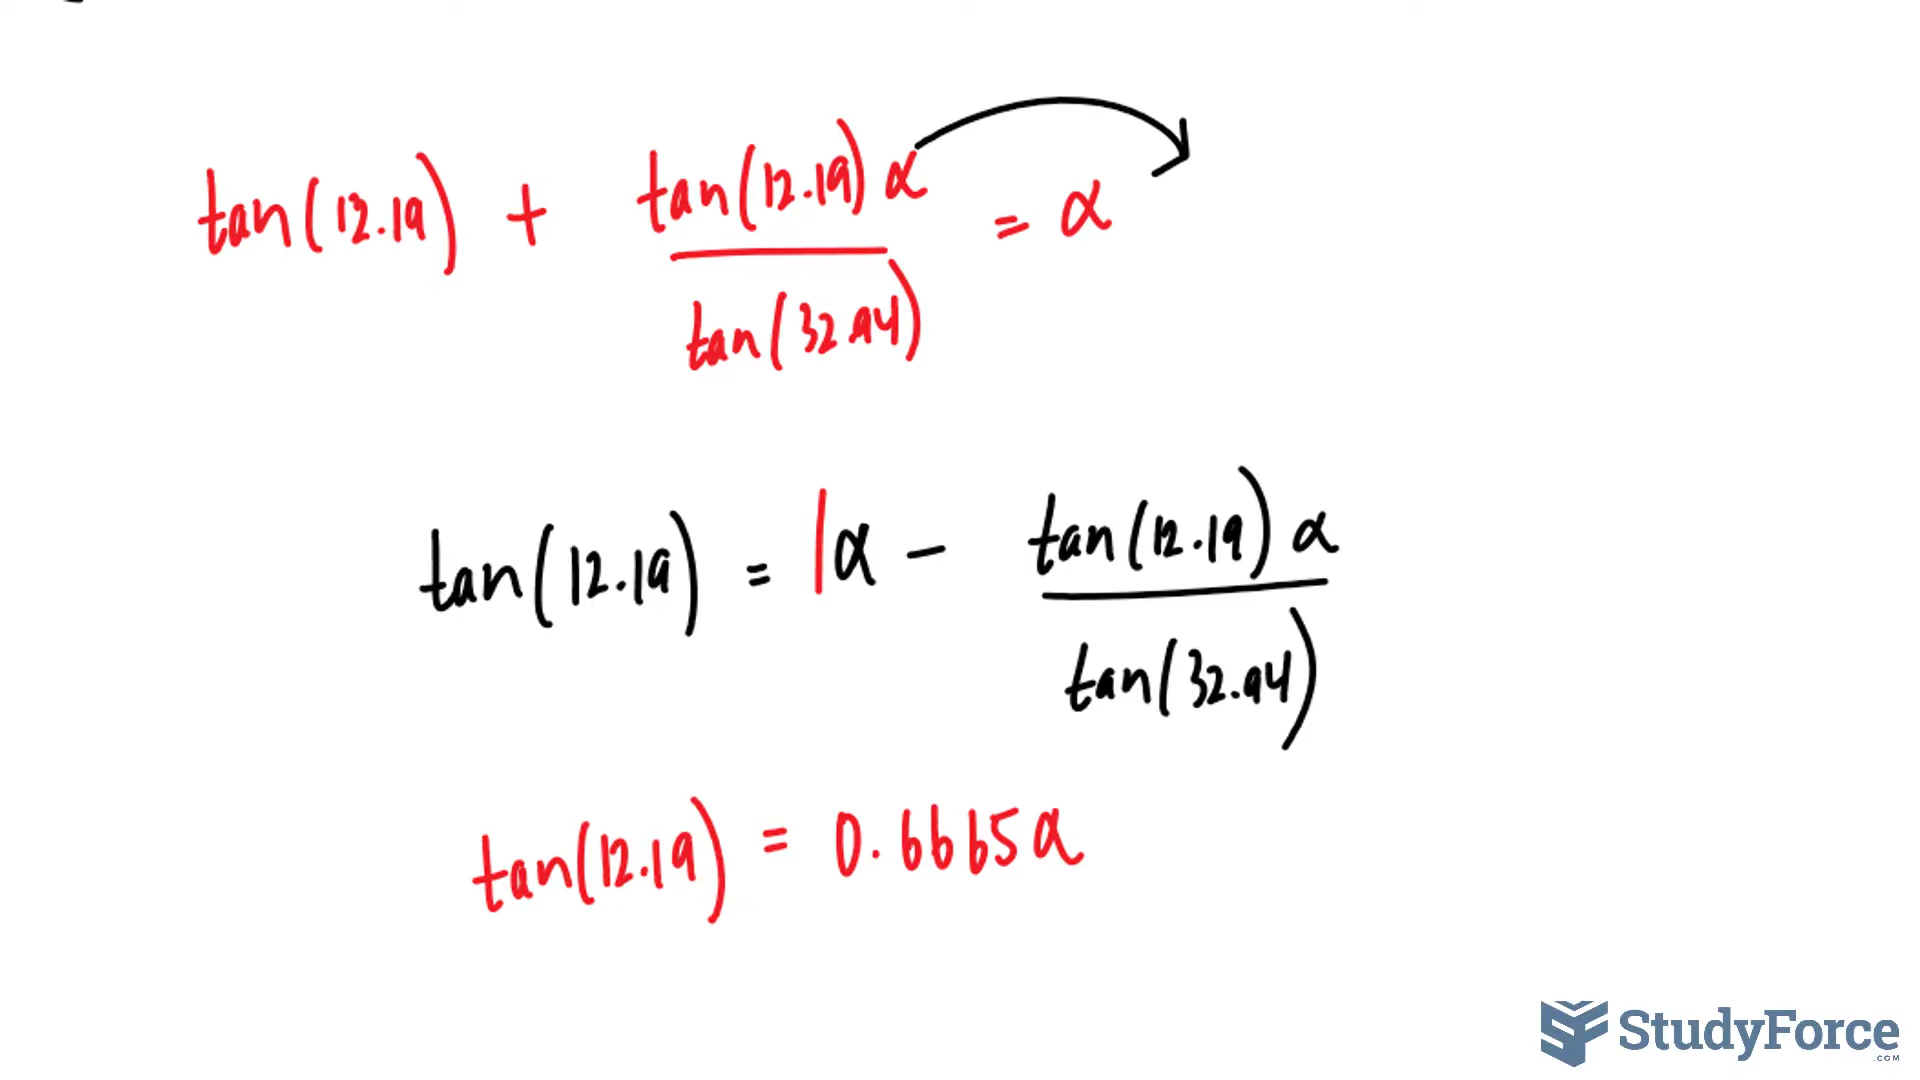 tan(12.19) + tan(12.19)α / tan(32.94) = α
tan(12.19) = 1α − tan(12.19)α / tan(32.94)
tan(12.19) = 0.6665α
StudyForce
.COM